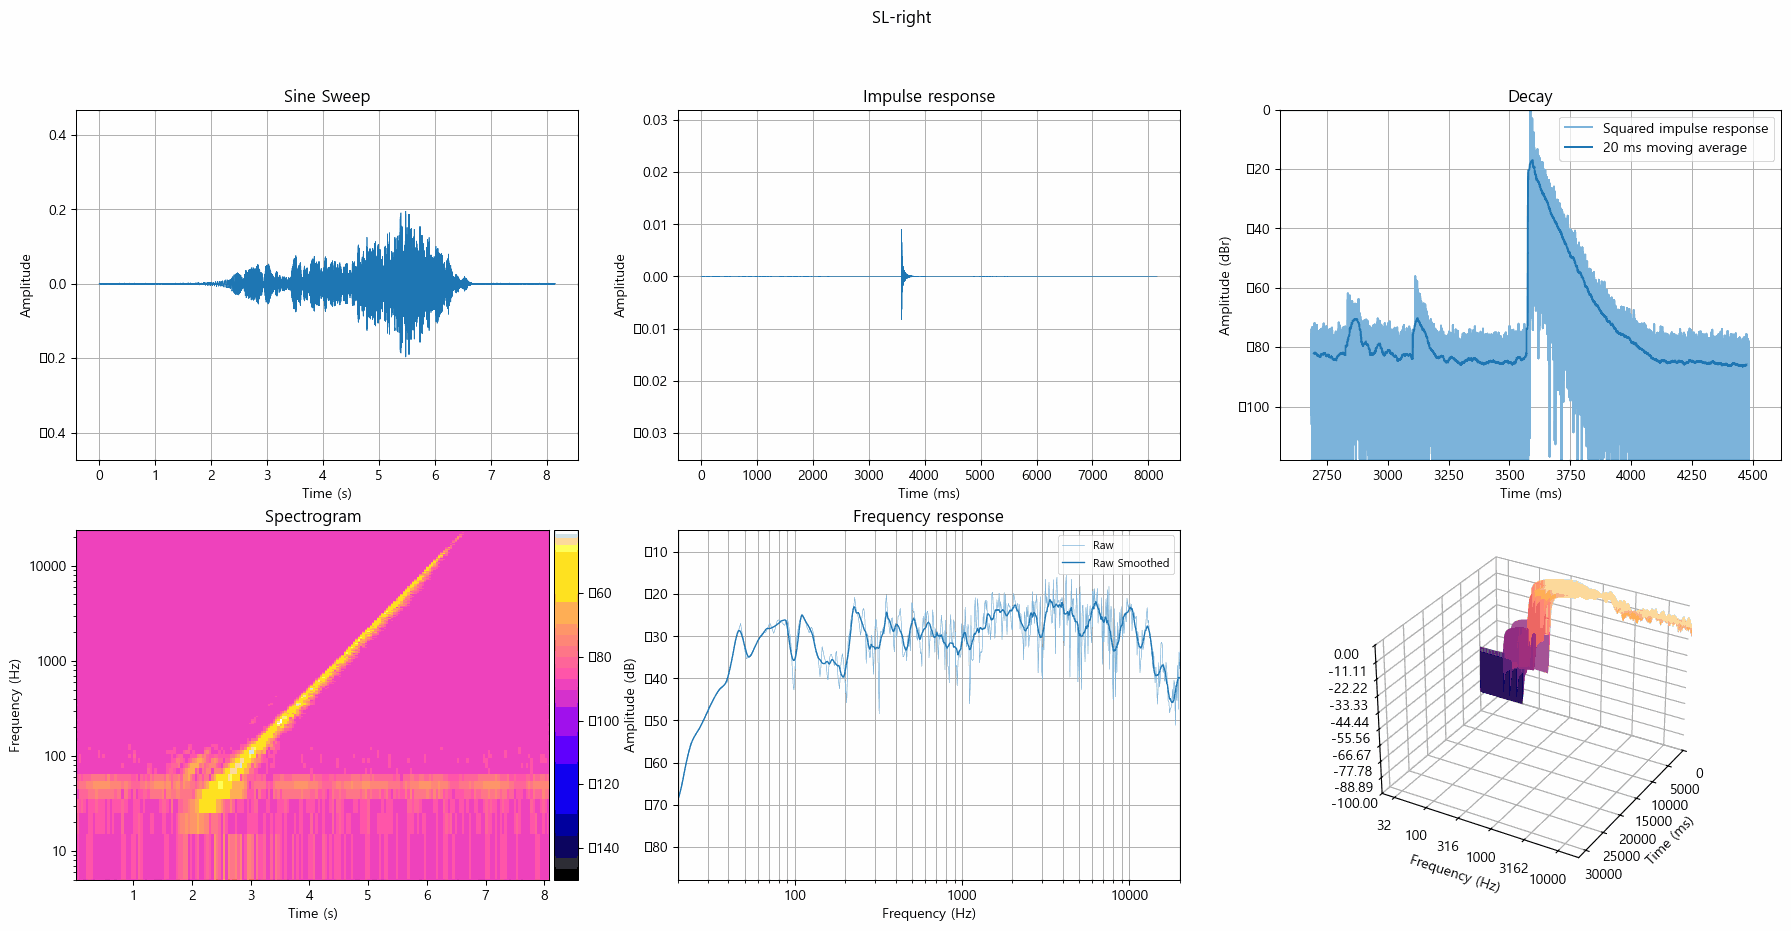 SL-right
Sine Sweep
Amplitude
0.4
0.2
0.0
▯0.2
▯0.4
0 1 2 3 4 5 6 7 8
Time (s)
Impulse response
Amplitude
0.03
0.02
0.01
0.00
▯0.01
▯0.02
▯0.03
0 1000 2000 3000 4000 5000 6000 7000 8000
Time (ms)
Decay
Squared impulse response
20 ms moving average
Amplitude (dBr)
0
▯20
▯40
▯60
▯80
▯100
2750 3000 3250 3500 3750 4000 4250 4500
Time (ms)
Spectrogram
Frequency (Hz)
10000
1000
100
10
1 2 3 4 5 6 7 8
Time (s)
▯60
▯80
▯100
▯120
▯140
Frequency response
Raw
Raw Smoothed
Amplitude (dB)
▯10
▯20
▯30
▯40
▯50
▯60
▯70
▯80
100 1000 10000
Frequency (Hz)
0.00
-11.11
-22.22
-33.33
-44.44
-55.56
-66.67
-77.78
-88.89
-100.00
32
100
316
1000
3162
10000
Frequency (Hz)
0
5000
10000
15000
20000
25000
30000
Time (ms)